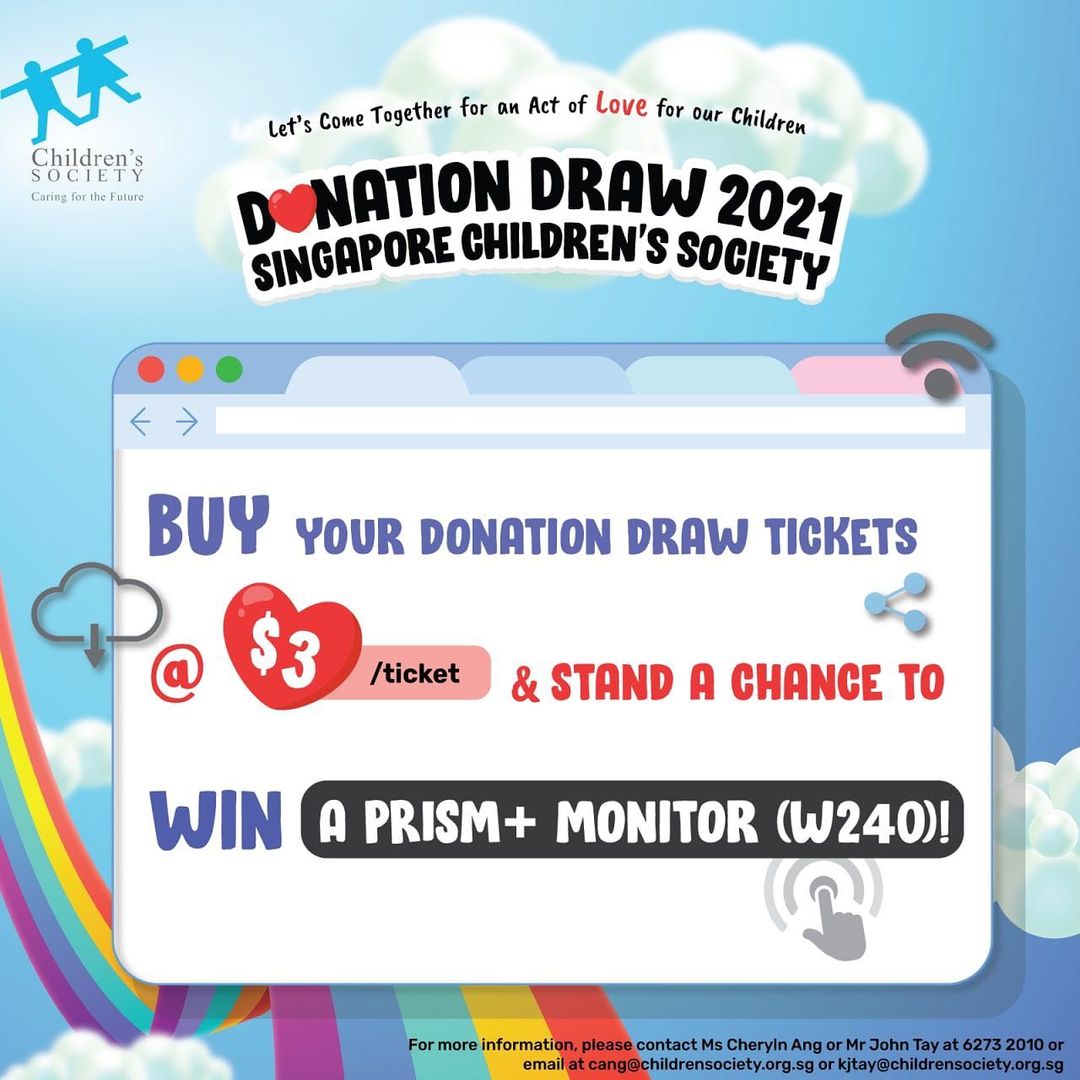 Children's
SOCIETY
Caring for the Future
Let's Come Together for an Act of Love for our Children
DONATION DRAW 2021
SINGAPORE CHILDREN'S SOCIETY
BUY YOUR DONATION DRAW TICKETS
@ $3 /ticket & STAND A CHANCE TO
WIN A PRISM+ MONITOR (W240)!
For more information, please contact Ms Cheryln Ang or Mr John Tay at 6273 2010 or
email at cang@childrensociety.org.sg or kjtay@childrensociety.org.sg